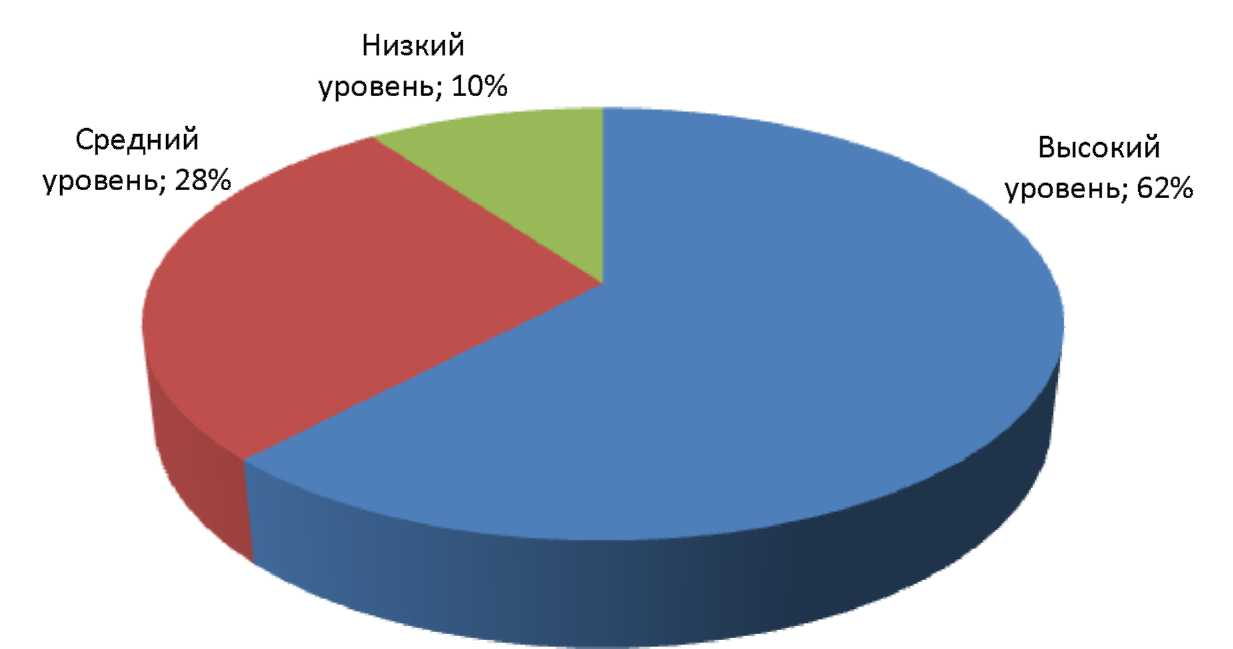 Низкий
уровень; 10%
Средний
уровень; 28%
Высокий
уровень; 62%